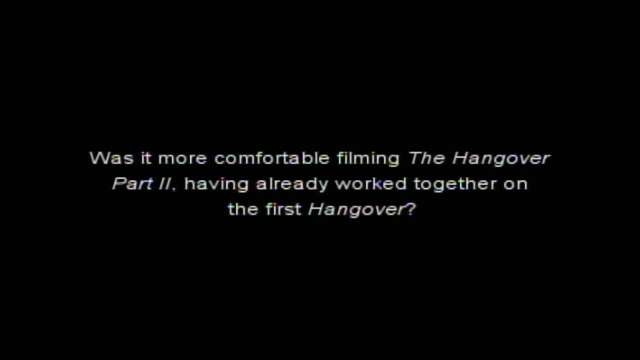 Was it more comfortable filming The Hangover
Part II, having already worked together on
the first Hangover?